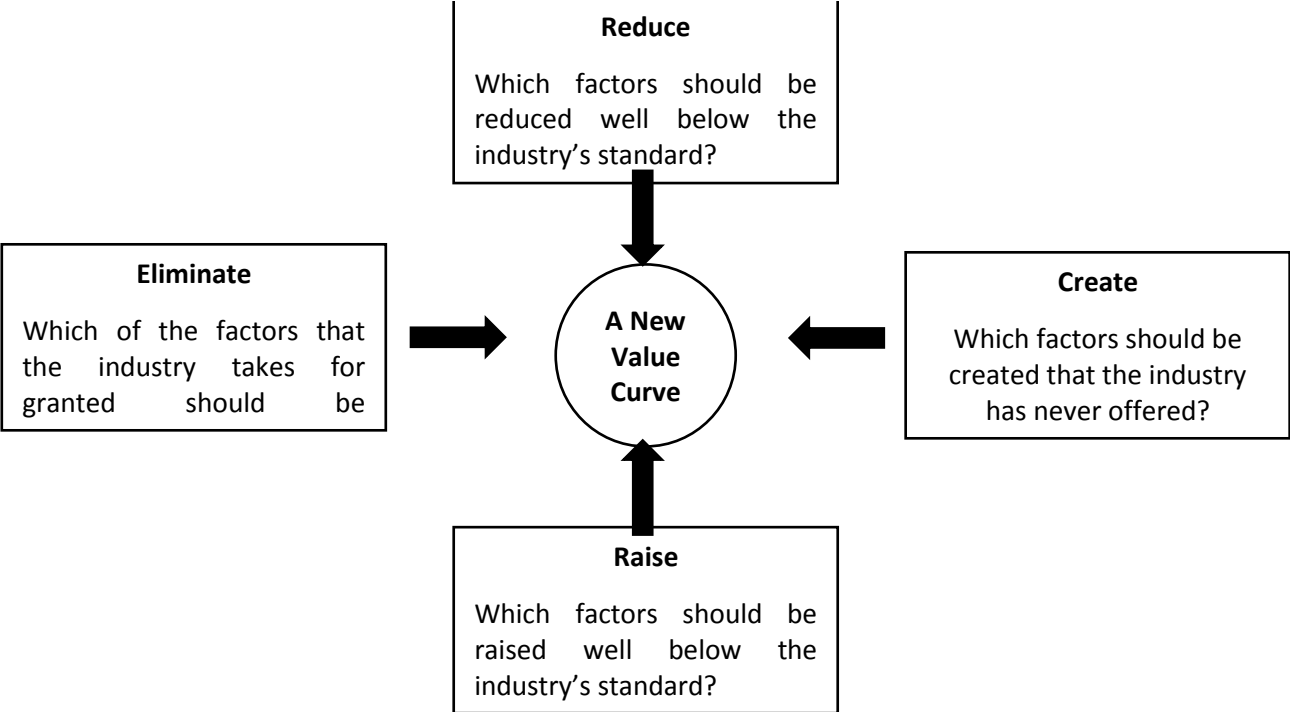 Reduce
Which factors should be
reduced well below the
industry’s standard?
Eliminate
Which of the factors that
the industry takes for
granted should be
A New
Value
Curve
Create
Which factors should be
created that the industry
has never offered?
Raise
Which factors should be
raised well below the
industry’s standard?